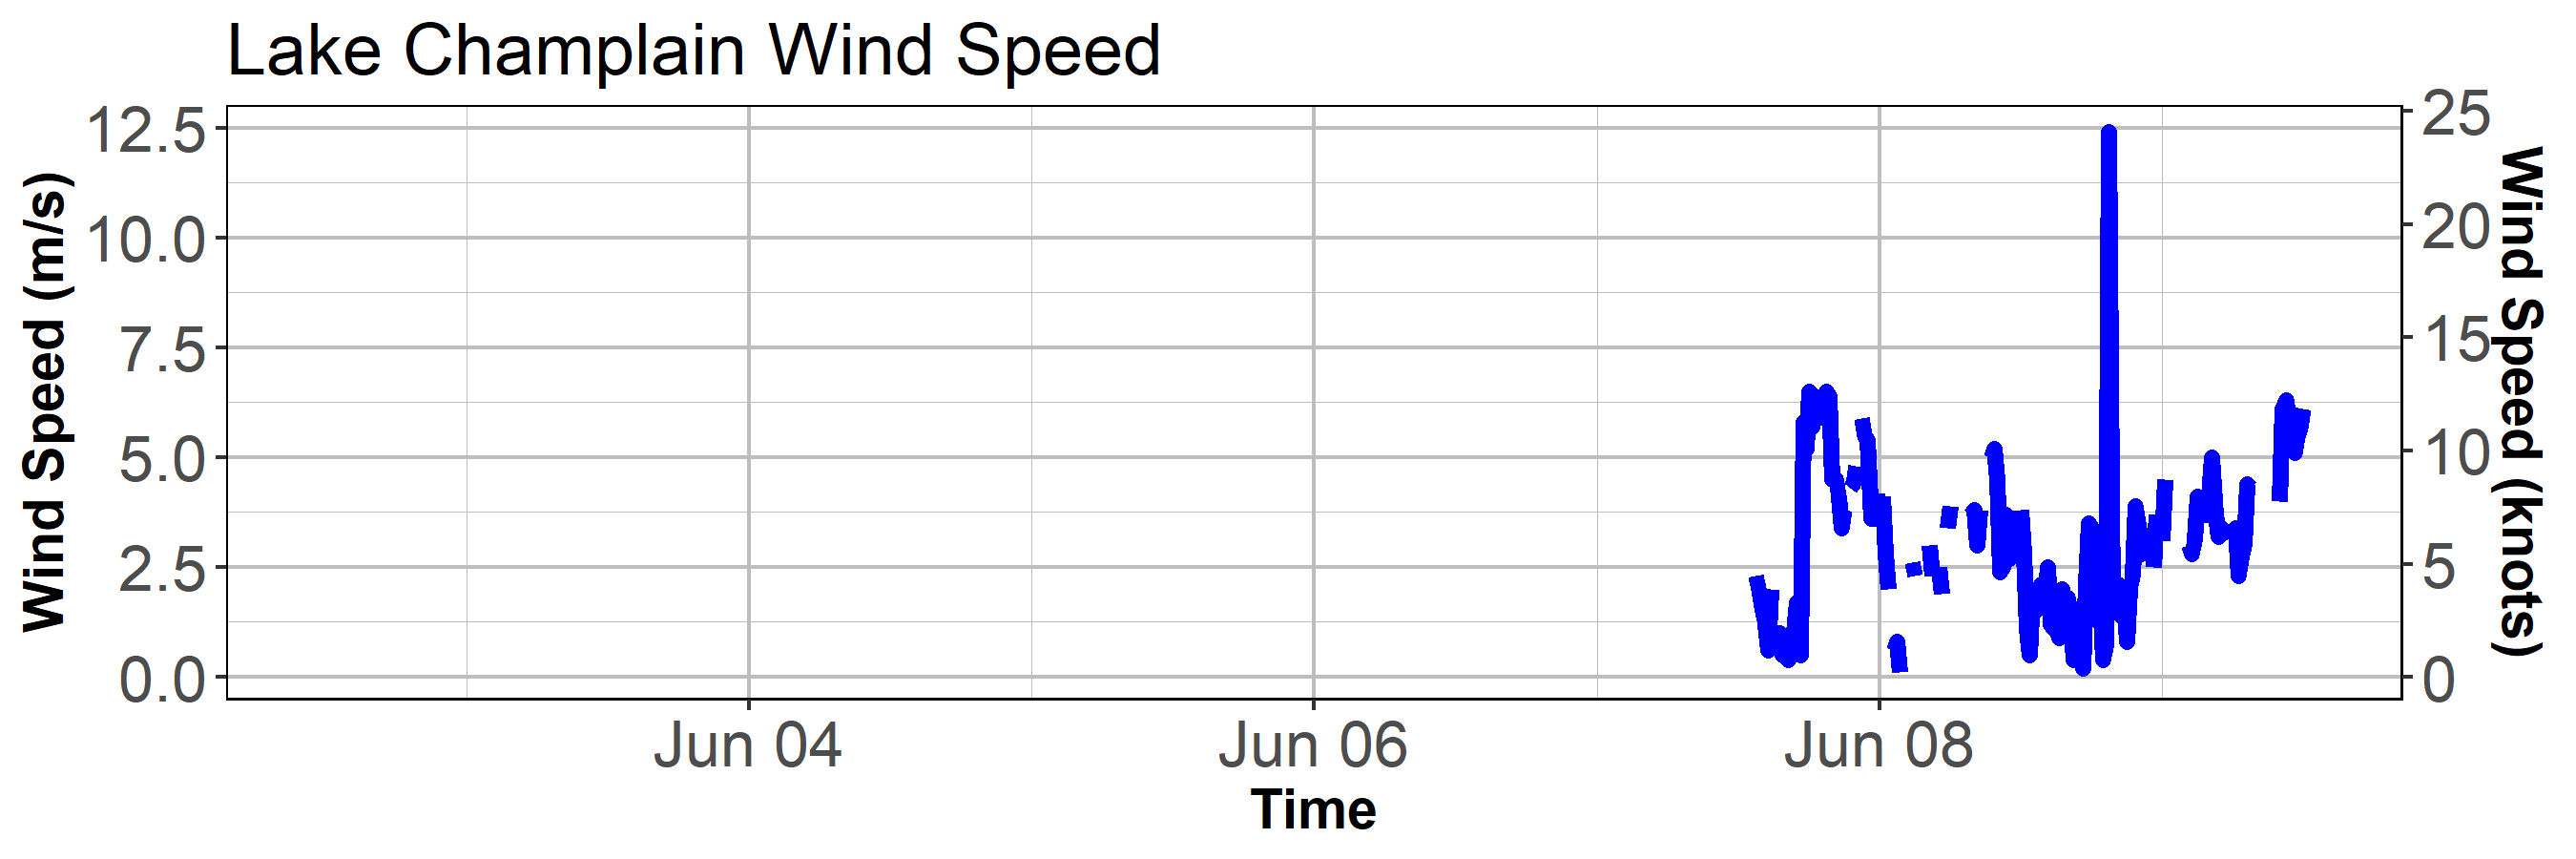 Lake Champlain Wind Speed
Wind Speed (m/s)
12.5
10.0
7.5
5.0
2.5
0.0
25
20
15
10
5
0
Wind Speed (knots)
Jun 04
Jun 06
Jun 08
Time